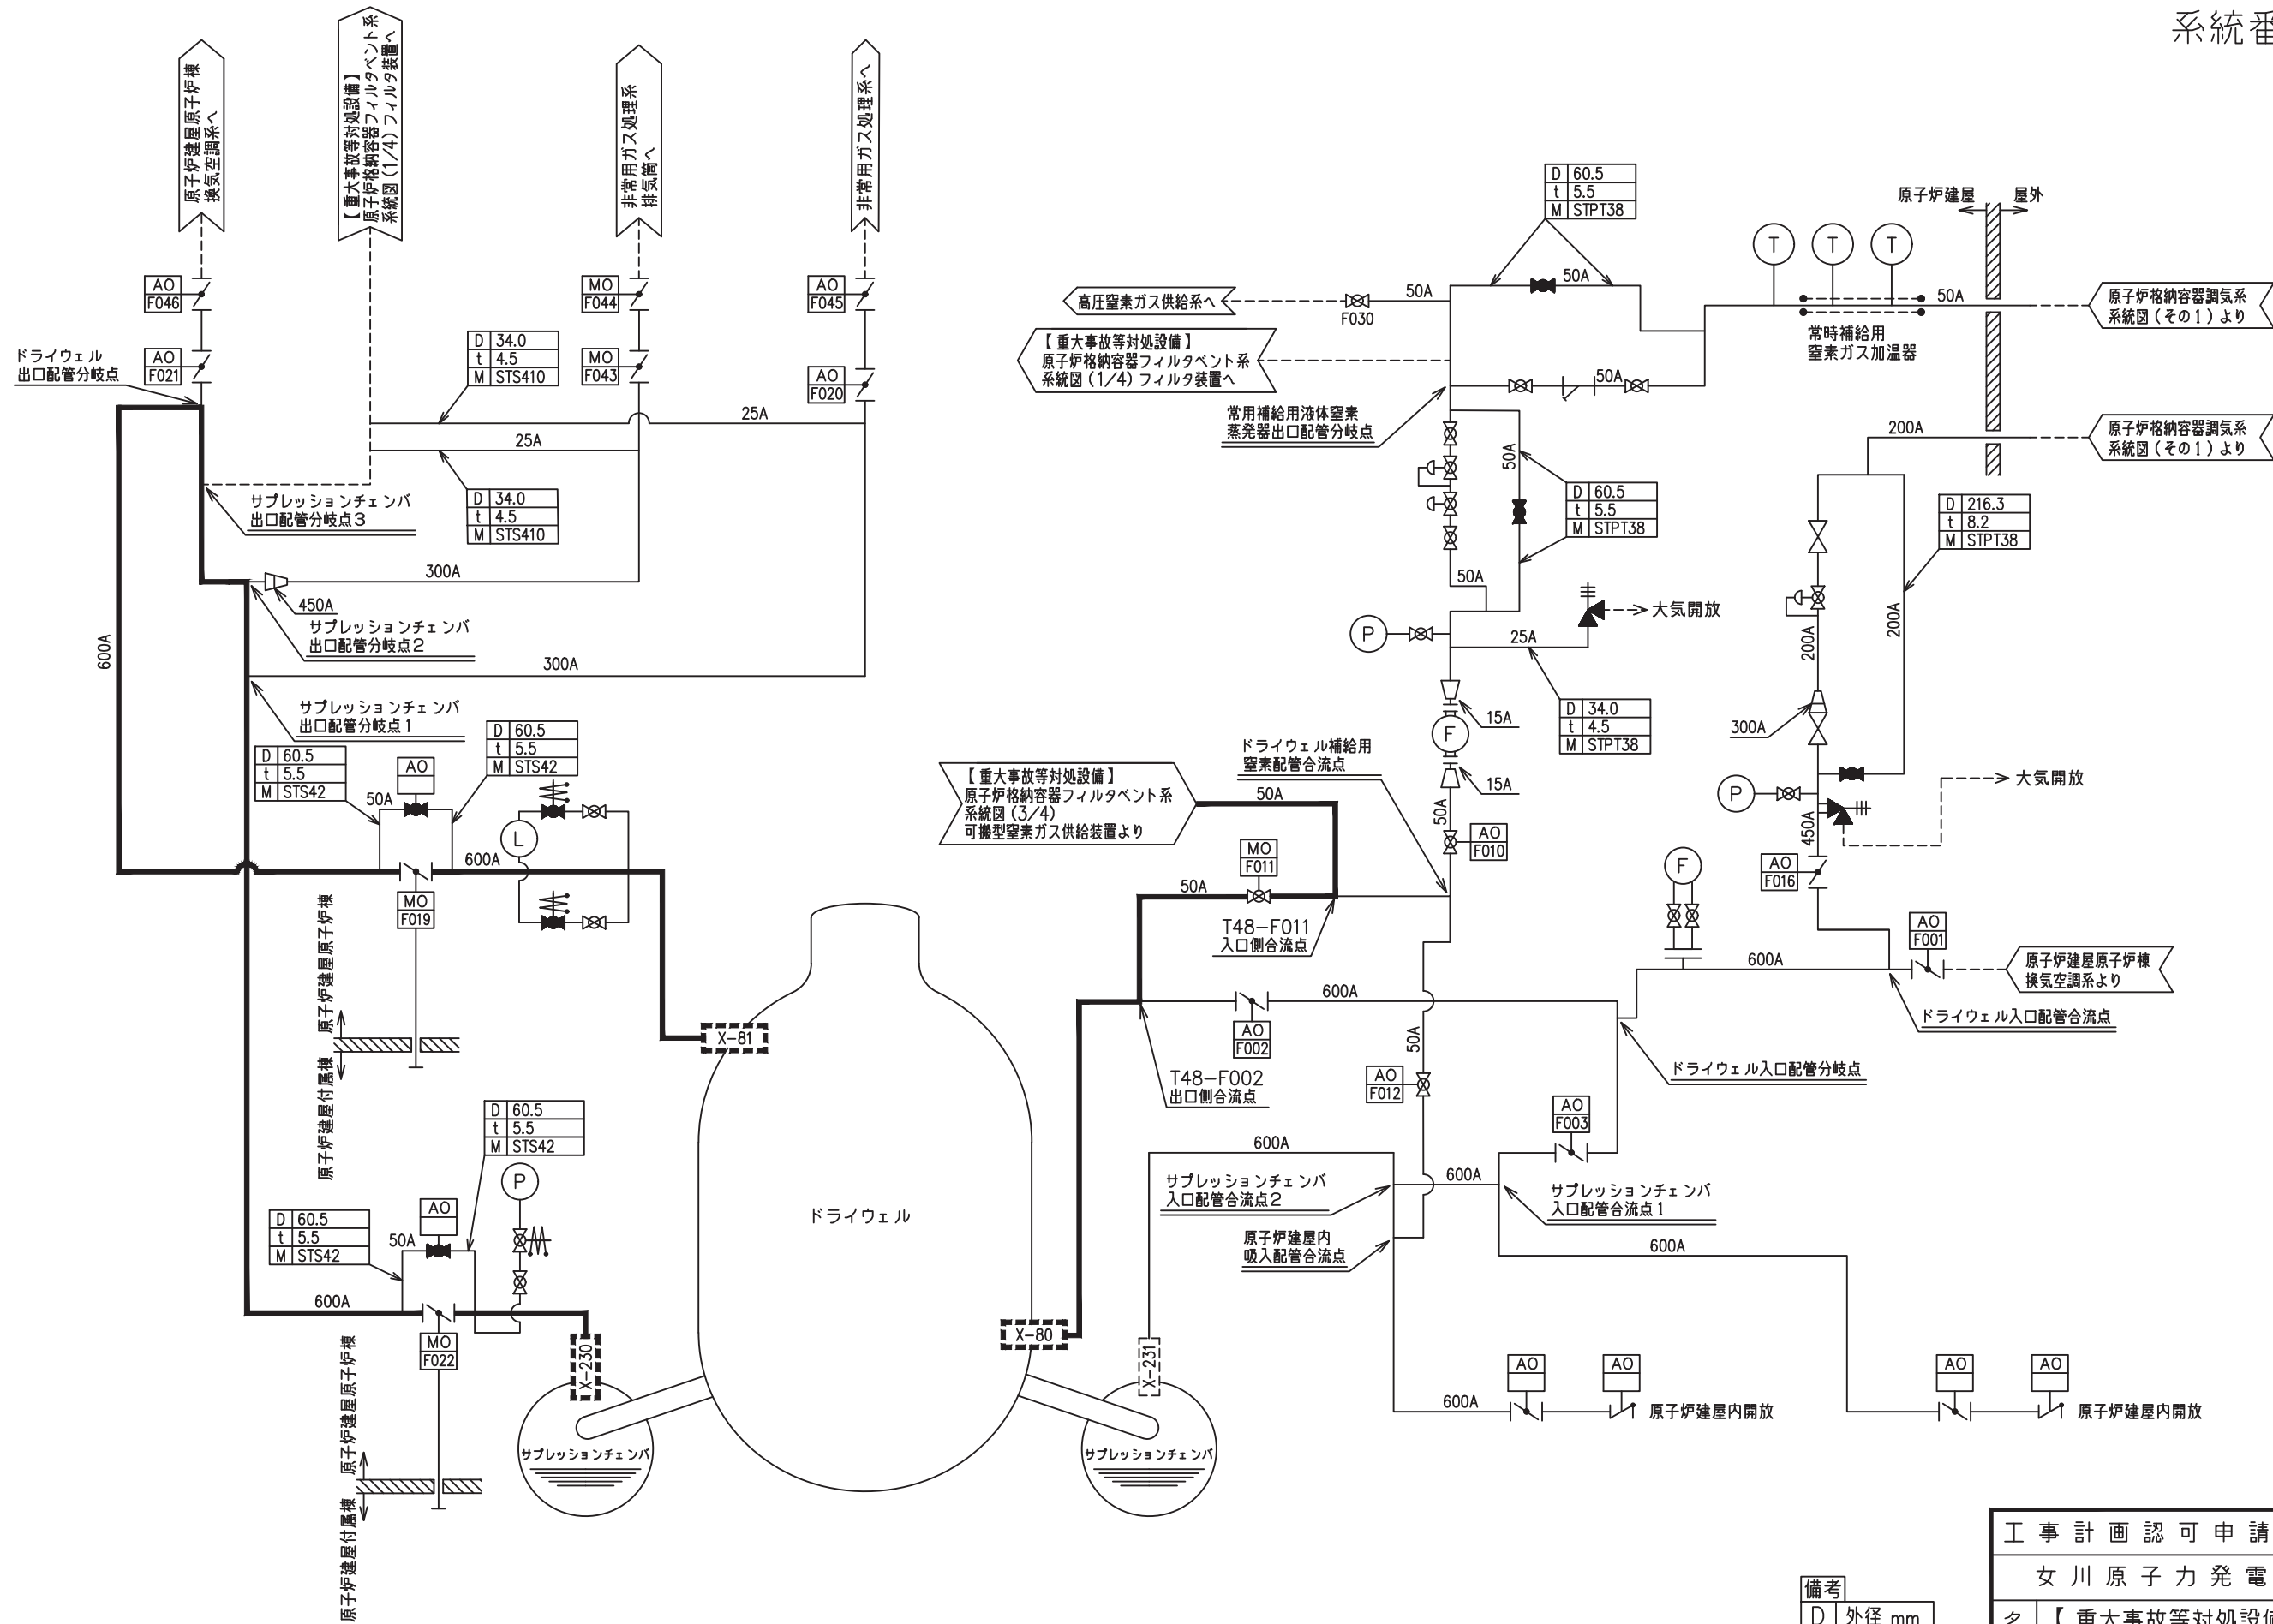 系統番
原子炉建屋原子炉棟
換気空調系へ
【重大事故等対処設備】
原子炉格納容器フィルタベント系
系統図(1/4)フィルタ装置へ
非常用ガス処理系
排気筒へ
非常用ガス処理系へ
AO
F046
MO
F044
AO
F045
AO
F021
MO
F043
AO
F020
ドライウェル
出口配管分岐点
D 34.0
t 4.5
M STS410
25A
25A
D 34.0
t 4.5
M STS410
サプレッションチェンバ
出口配管分岐点3
300A
450A
サプレッションチェンバ
出口配管分岐点2
600A
300A
サプレッションチェンバ
出口配管分岐点1
D 60.5
t 5.5
M STS42
D 60.5
t 5.5
M STS42
AO
50A
L
600A
MO
F019
原子炉建屋原子炉棟
原子炉建屋付属棟
X-81
D 60.5
t 5.5
M STS42
P
D 60.5
t 5.5
M STS42
AO
50A
600A
MO
F022
X-230
原子炉建屋原子炉棟
原子炉建屋付属棟
サプレッションチェンバ
ドライウェル
X-80
X-231
サプレッションチェンバ
D 60.5
t 5.5
M STPT38
原子炉建屋
屋外
T
T
T
高圧窒素ガス供給系へ
F030
50A
50A
50A
原子炉格納容器調気系
系統図(その1)より
常時補給用
窒素ガス加温器
【重大事故等対処設備】
原子炉格納容器フィルタベント系
系統図(1/4)フィルタ装置へ
50A
常用補給用液体窒素
蒸発器出口配管分岐点
200A
原子炉格納容器調気系
系統図(その1)より
50A
D 60.5
t 5.5
M STPT38
D 216.3
t 8.2
M STPT38
50A
大気開放
P
25A
200A
200A
D 34.0
t 4.5
M STPT38
15A
F
15A
300A
ドライウェル補給用
窒素配管合流点
【重大事故等対処設備】
原子炉格納容器フィルタベント系
系統図(3/4)
可搬型窒素ガス供給装置より
50A
50A
AO
F010
P
大気開放
450A
MO
F011
50A
F
AO
F016
T48-F011
入口側合流点
AO
F001
600A
原子炉建屋原子炉棟
換気空調系より
600A
AO
F002
ドライウェル入口配管合流点
50A
T48-F002
出口側合流点
ドライウェル入口配管分岐点
AO
F012
AO
F003
600A
600A
サプレッションチェンバ
入口配管合流点2
サプレッションチェンバ
入口配管合流点1
原子炉建屋内
吸入配管合流点
600A
AO
AO
600A
原子炉建屋内開放
AO
AO
原子炉建屋内開放
備考
D 外径 mm
工事計画認可申請
女川原子力発電
名 【重大事故等対処設備